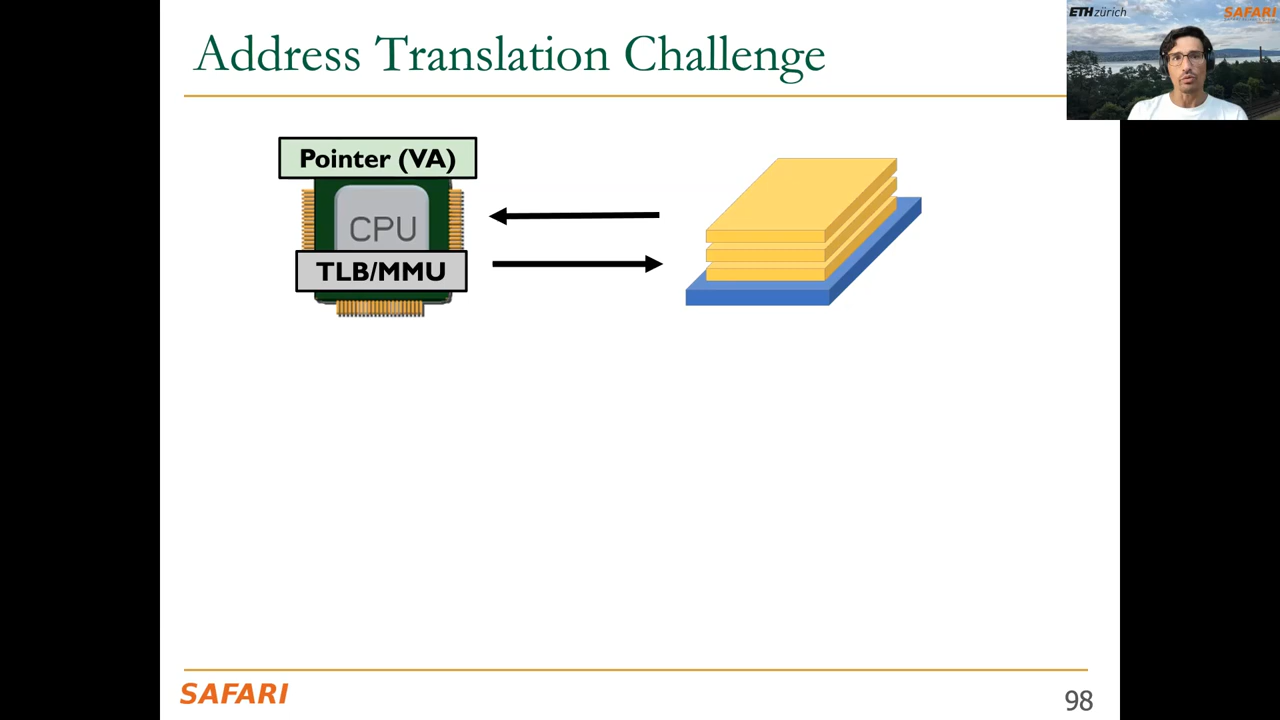 Address Translation Challenge
ETH zürich
SAFARI
Pointer (VA)
CPU
TLB/MMU
SAFARI
98